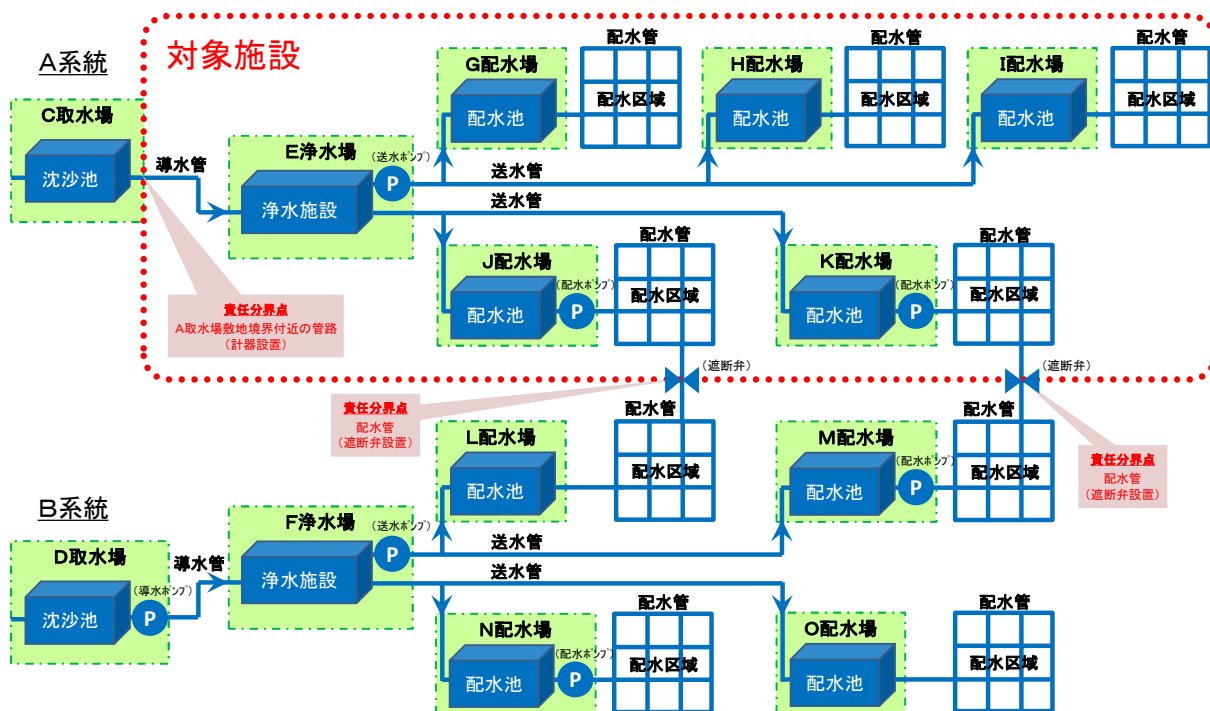 A系統
対象施設
配水管
配水管
配水管
G配水場
H配水場
I配水場
配水池
配水区域
配水池
配水区域
配水池
配水区域
C取水場
沈沙池
導水管
E浄水場
(送水ポンプ)
P
浄水施設
送水管
送水管
配水管
配水管
J配水場
(配水ポンプ)
配水池
P
配水区域
K配水場
(配水ポンプ)
配水池
P
配水区域
責任分界点
A取水場敷地境界付近の管路
(計器設置)
(遮断弁)
(遮断弁)
責任分界点
配水管
(遮断弁設置)
責任分界点
配水管
(遮断弁設置)
配水管
配水管
L配水場
配水池
配水区域
M配水場
(配水ポンプ)
配水池
P
配水区域
B系統
D取水場
(導水ポンプ)
沈沙池
P
導水管
F浄水場
(送水ポンプ)
P
浄水施設
送水管
送水管
配水管
配水管
N配水場
(配水ポンプ)
配水池
P
配水区域
O配水場
配水池
配水区域